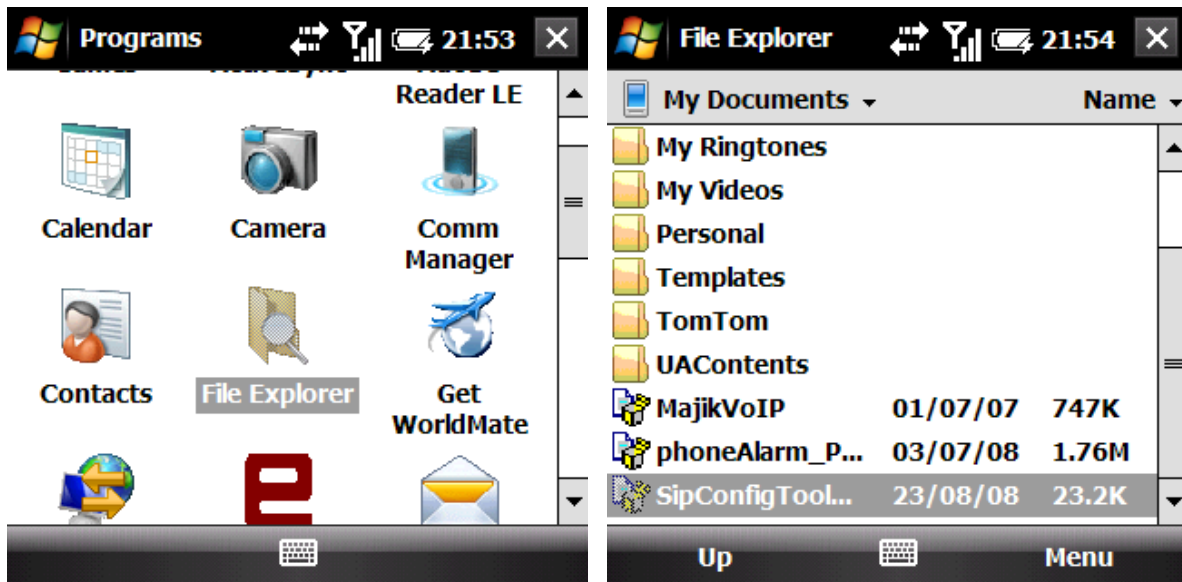 Programs
21:53
Reader LE
Calendar
Camera
Comm
Manager
Contacts
File Explorer
Get
WorldMate
File Explorer
21:54
My Documents
Name
My Ringtones
My Videos
Personal
Templates
TomTom
UAContents
MajikVoIP 01/07/07 747K
phoneAlarm_P... 03/07/08 1.76M
SipConfigTool... 23/08/08 23.2K
Up
Menu